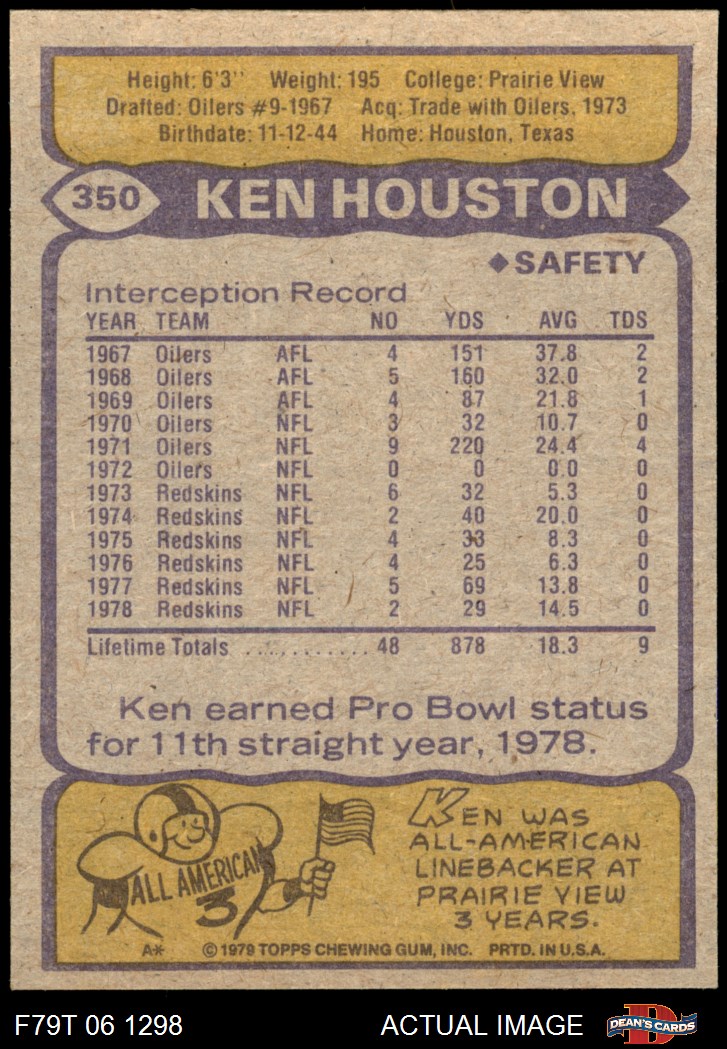 Height: 6'3" Weight: 195 College: Prairie View
Drafted: Oilers #9-1967 Acq: Trade with Oilers, 1973
Birthdate: 11-12-44 Home: Houston, Texas
350 KEN HOUSTON
◆SAFETY
Interception Record
YEAR TEAM NO YDS AVG TDS
1967 Oilers AFL 4 151 37.8 2
1968 Oilers AFL 5 160 32.0 2
1969 Oilers AFL 4 87 21.8 1
1970 Oilers NFL 3 32 10.7 0
1971 Oilers NFL 9 220 24.4 4
1972 Oilers NFL 0 0 0.0 0
1973 Redskins NFL 6 32 5.3 0
1974 Redskins NFL 2 40 20.0 0
1975 Redskins NFL 4 33 8.3 0
1976 Redskins NFL 4 25 6.3 0
1977 Redskins NFL 5 69 13.8 0
1978 Redskins NFL 2 29 14.5 0
Lifetime Totals ........... 48 878 18.3 9
Ken earned Pro Bowl status
for 11th straight year, 1978.
ALL AMERICAN
3
KEN WAS
ALL-AMERICAN
LINEBACKER AT
PRAIRIE VIEW
3 YEARS.
A* © 1979 TOPPS CHEWING GUM, INC. PRTD. IN U.S.A.
F79T 06 1298 ACTUAL IMAGE D DEAN'S CARDS